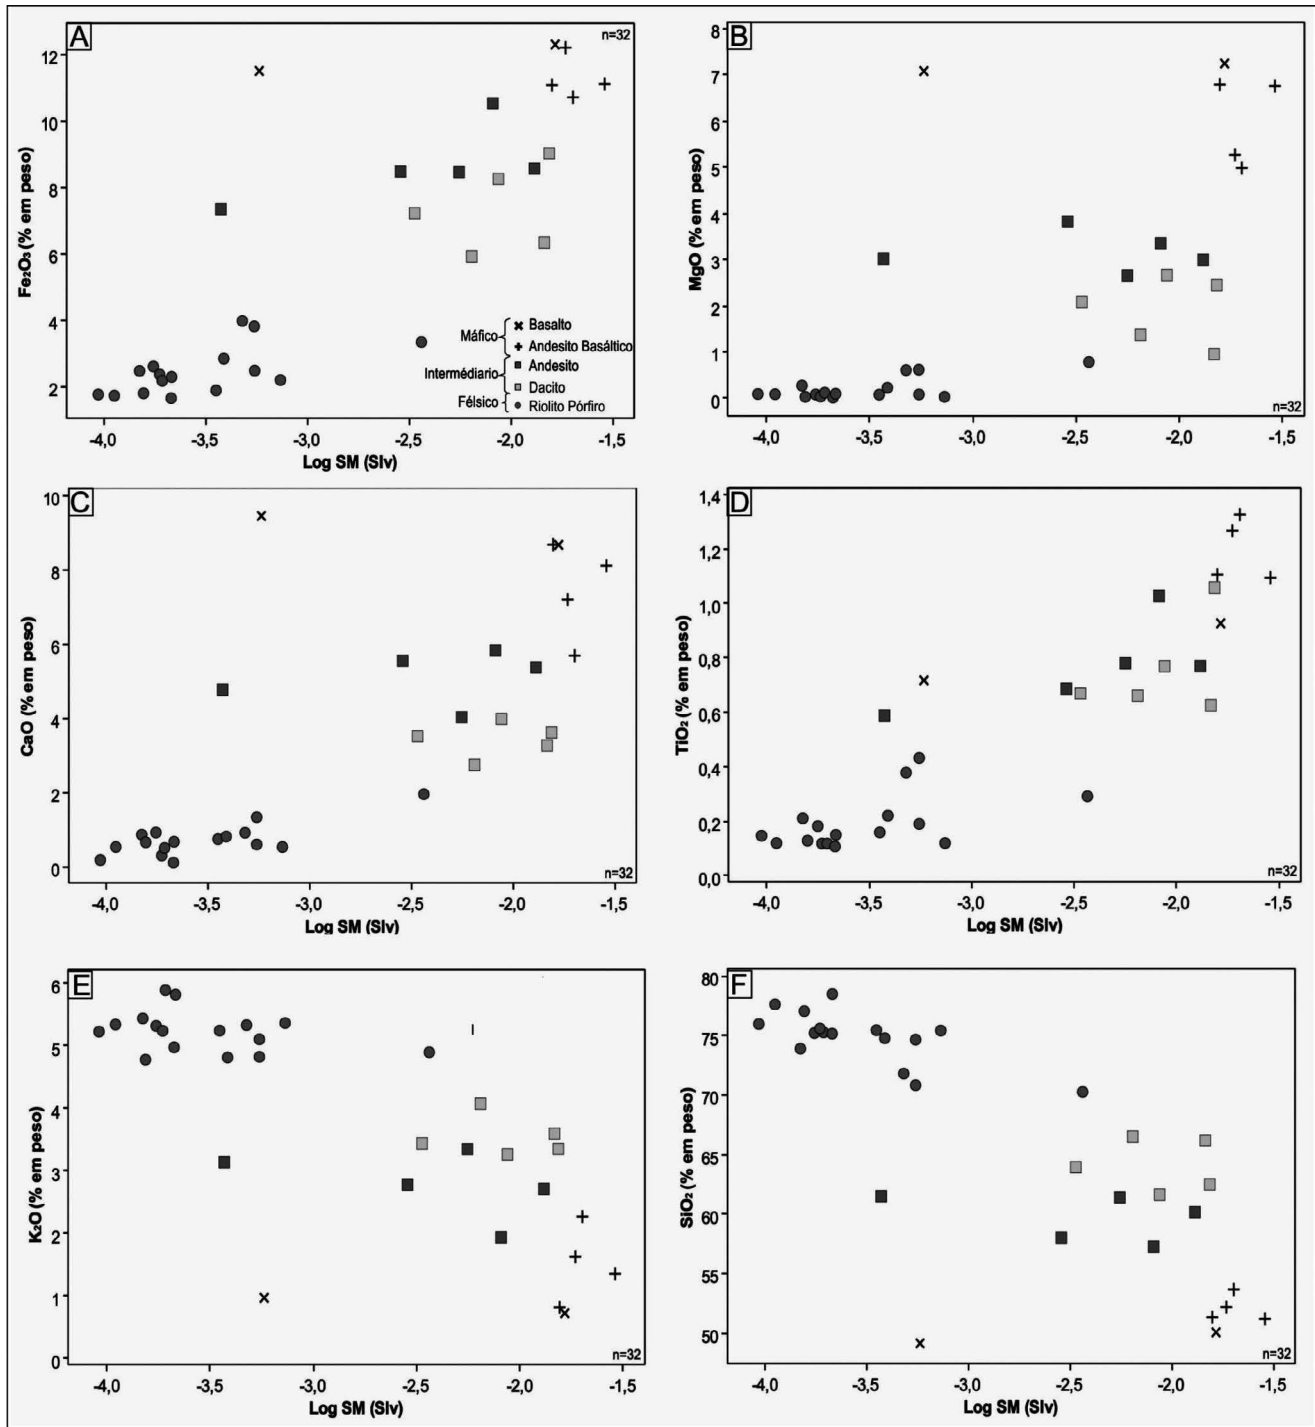 A
n=32
12
10
8
6
4
2
Fe₂O₃ (% em peso)
Máfico
Basalto
Andesito Basáltico
Intermédiario
Andesito
Dacito
Félsico
Riolito Pórfiro
-4,0 -3,5 -3,0 -2,5 -2,0 -1,5
Log SM (SIv)
B
8
7
6
5
4
3
2
1
0
MgO (% em peso)
n=32
-4,0 -3,5 -3,0 -2,5 -2,0 -1,5
Log SM (SIv)
C
10
8
6
4
2
0
CaO (% em peso)
n=32
-4,0 -3,5 -3,0 -2,5 -2,0 -1,5
Log SM (SIv)
D
1,4
1,2
1,0
0,8
0,6
0,4
0,2
0,0
TiO₂ (% em peso)
n=32
-4,0 -3,5 -3,0 -2,5 -2,0 -1,5
Log SM (SIv)
E
6
5
4
3
2
1
0
K₂O (% em peso)
n=32
-4,0 -3,5 -3,0 -2,5 -2,0 -1,5
Log SM (SIv)
F
80
75
70
65
60
55
50
SiO₂ (% em peso)
n=32
-4,0 -3,5 -3,0 -2,5 -2,0 -1,5
Log SM (SIv)